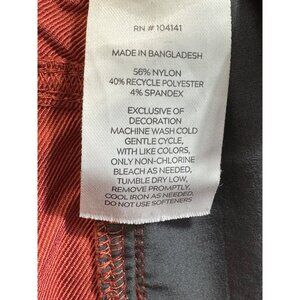 RN # 104141
MADE IN BANGLADESH
56% NYLON
40% RECYCLE POLYESTER
4% SPANDEX
EXCLUSIVE OF
DECORATION
MACHINE WASH COLD
GENTLE CYCLE,
WITH LIKE COLORS,
ONLY NON-CHLORINE
BLEACH AS NEEDED,
TUMBLE DRY LOW,
REMOVE PROMPTLY,
COOL IRON AS NEEDED,
DO NOT USE SOFTENERS